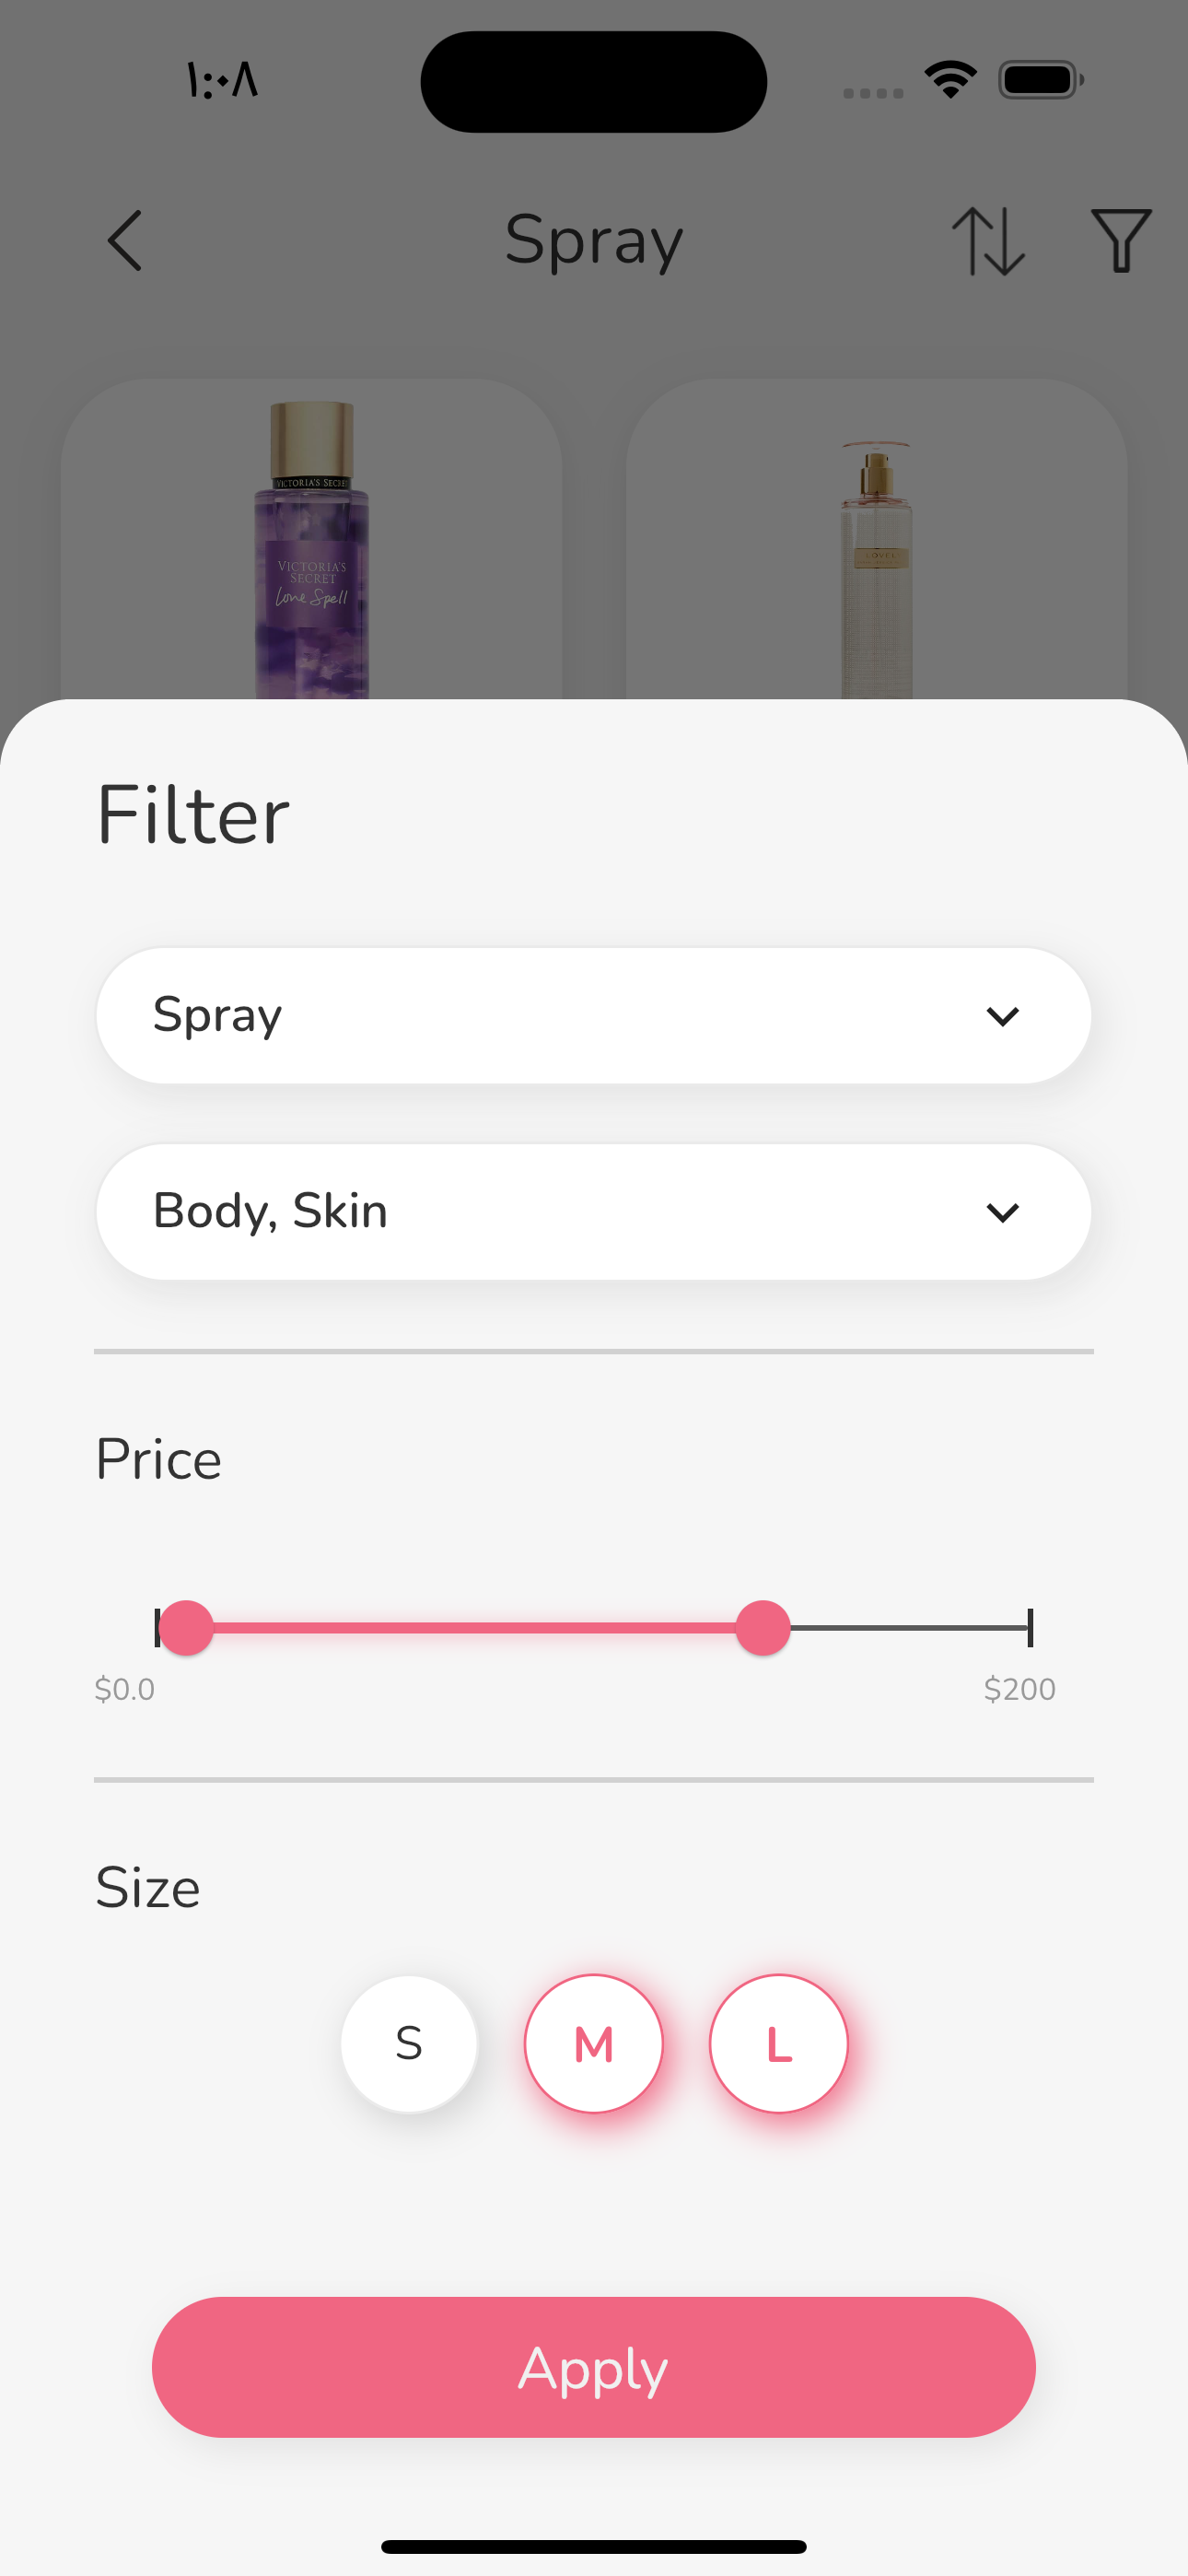 ١:٠٨
Spray
VICTORIA'S SECRET
VICTORIA'S
SECRET
Love Spell
Filter
Spray
Body, Skin
Price
$0.0
$200
Size
S
M
L
Apply